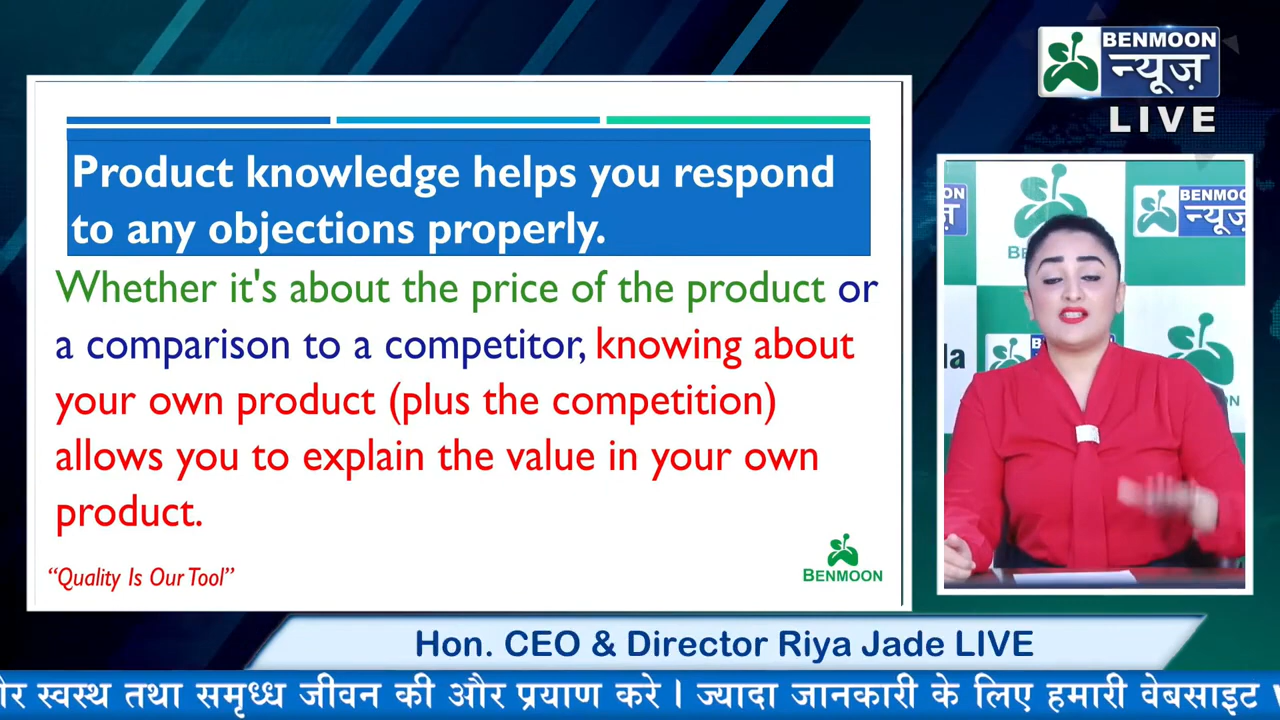 BENMOON
न्यूज़
LIVE
Product knowledge helps you respond
to any objections properly.
Whether it's about the price of the product or
a comparison to a competitor, knowing about
your own product (plus the competition)
allows you to explain the value in your own
product.
“Quality Is Our Tool”
BENMOON
न्यूज़
Hon. CEO & Director Riya Jade LIVE
स्वस्थ तथा समृध्ध जीवन की और प्रयाण करे । ज्यादा जानकारी के लिए हमारी वेबसाइट